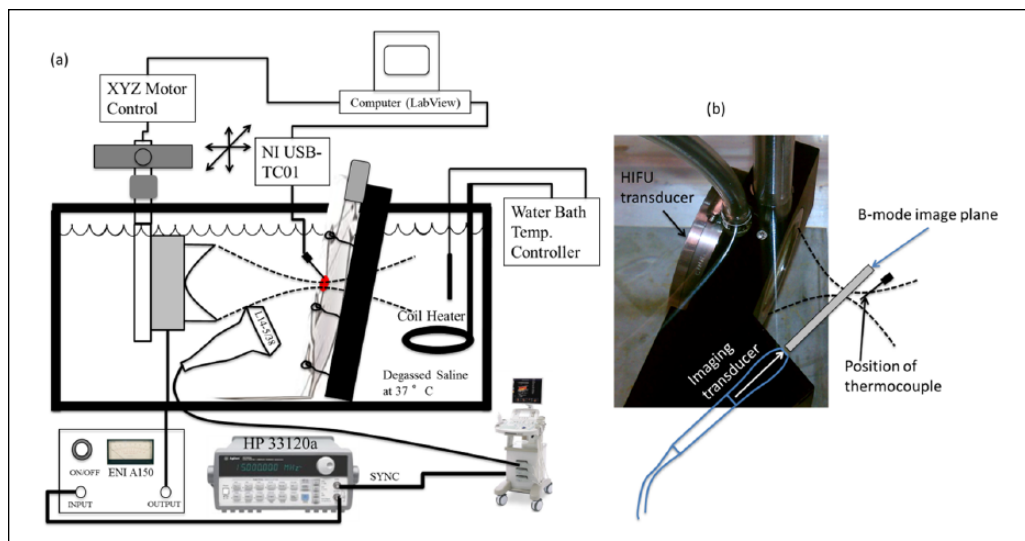 (a)
XYZ Motor
Control
Computer (LabView)
NI USB-
TC01
Water Bath
Temp.
Controller
L14-5/38
Coil Heater
Degassed Saline
at 37 ° C
ON/OFF
ENI A150
INPUT
OUTPUT
HP 33120a
SYNC
(b)
HIFU
transducer
B-mode image plane
Imaging
transducer
Position of
thermocouple